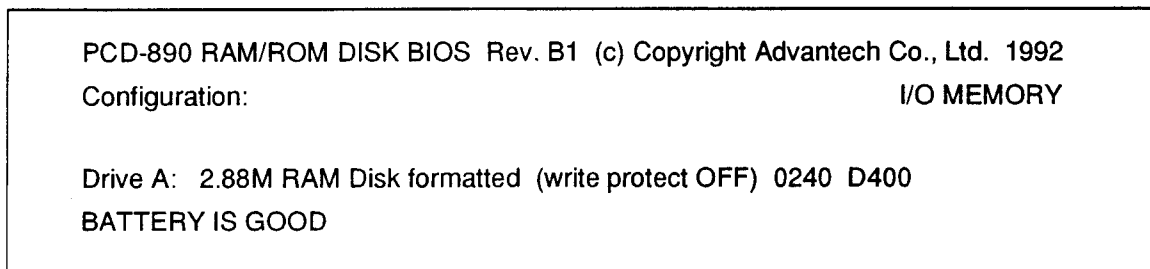 PCD-890 RAM/ROM DISK BIOS Rev. B1 (c) Copyright Advantech Co., Ltd. 1992
Configuration: I/O MEMORY
Drive A: 2.88M RAM Disk formatted (write protect OFF) 0240 D400
BATTERY IS GOOD